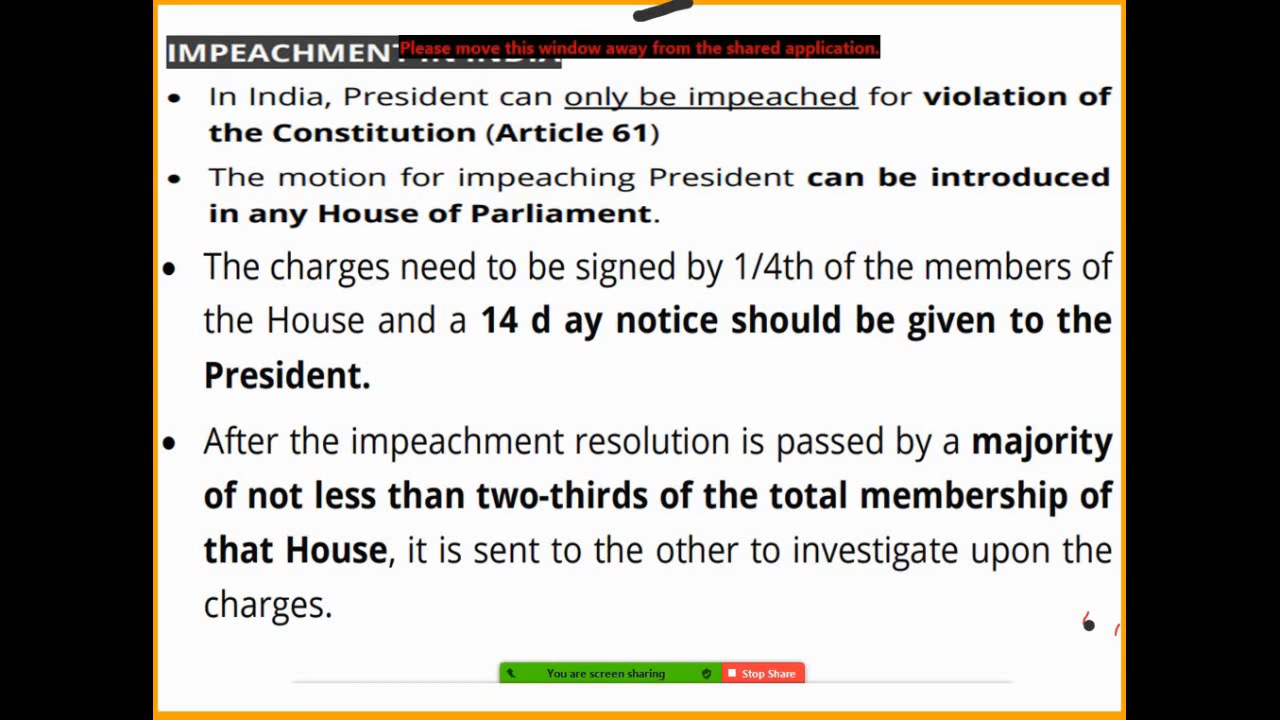 IMPEACHMENT IN INDIA
Please move this window away from the shared application.
• In India, President can only be impeached for violation of
the Constitution (Article 61)
• The motion for impeaching President can be introduced
in any House of Parliament.
• The charges need to be signed by 1/4th of the members of
the House and a 14 d ay notice should be given to the
President.
• After the impeachment resolution is passed by a majority
of not less than two-thirds of the total membership of
that House, it is sent to the other to investigate upon the
charges.
You are screen sharing
Stop Share